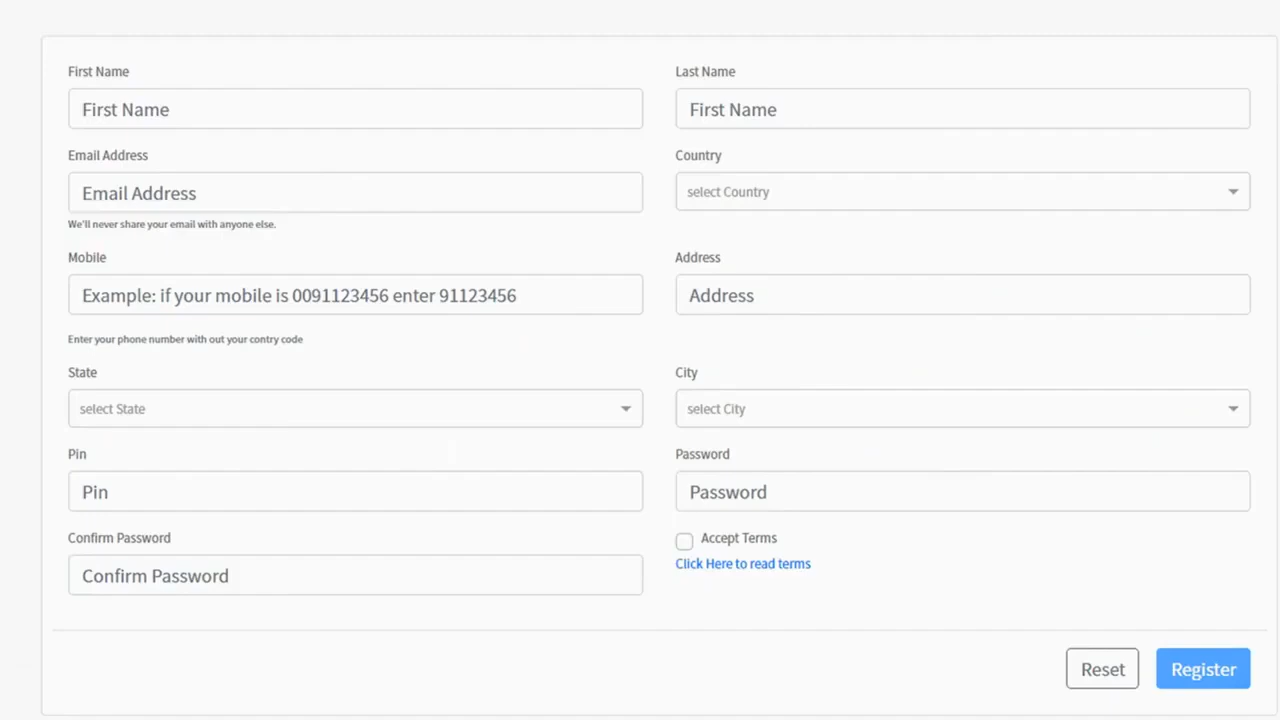 First Name
Last Name
First Name
First Name
Email Address
Country
Email Address
select Country
We'll never share your email with anyone else.
Mobile
Address
Example: if your mobile is 0091123456 enter 91123456
Address
Enter your phone number with out your contry code
State
City
select State
select City
Pin
Password
Pin
Password
Confirm Password
Accept Terms
Click Here to read terms
Confirm Password
Reset
Register